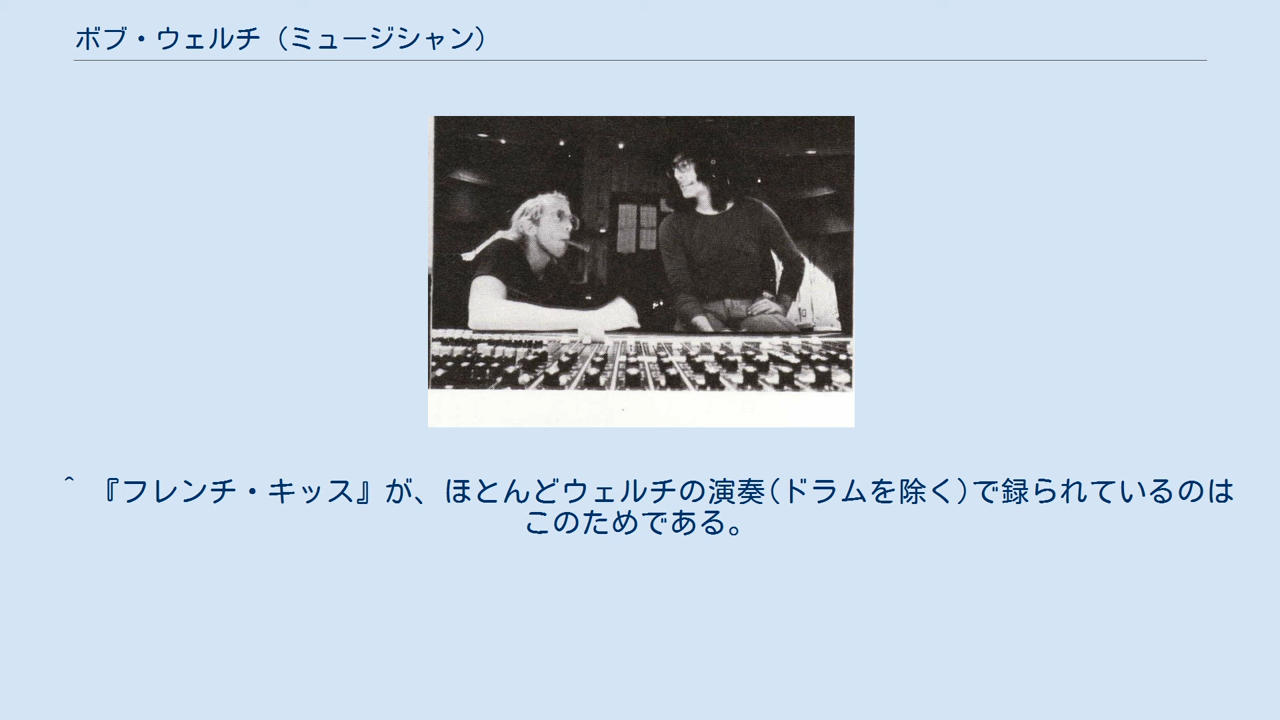 ボブ・ウェルチ（ミュージシャン）
^ 『フレンチ・キッス』が、ほとんどウェルチの演奏(ドラムを除く)で録られているのは
このためである。